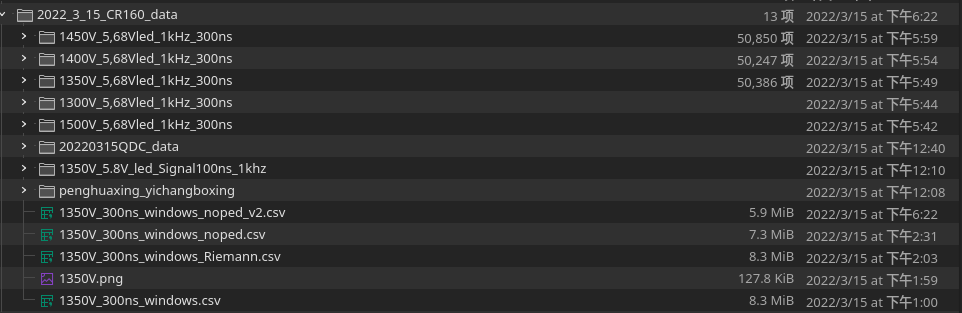 2022_3_15_CR160_data 13 项 2022/3/15 at 下午6:22
1450V_5,68Vled_1kHz_300ns 50,850 项 2022/3/15 at 下午5:59
1400V_5,68Vled_1kHz_300ns 50,247 项 2022/3/15 at 下午5:54
1350V_5,68Vled_1kHz_300ns 50,386 项 2022/3/15 at 下午5:49
1300V_5,68Vled_1kHz_300ns 2022/3/15 at 下午5:44
1500V_5,68Vled_1kHz_300ns 2022/3/15 at 下午5:42
20220315QDC_data 2022/3/15 at 下午12:40
1350V_5.8V_led_Signal100ns_1khz 2022/3/15 at 下午12:10
penghuaxing_yichangboxing 2022/3/15 at 下午12:08
1350V_300ns_windows_noped_v2.csv 5.9 MiB 2022/3/15 at 下午6:22
1350V_300ns_windows_noped.csv 7.3 MiB 2022/3/15 at 下午2:31
1350V_300ns_windows_Riemann.csv 8.3 MiB 2022/3/15 at 下午2:03
1350V.png 127.8 KiB 2022/3/15 at 下午1:59
1350V_300ns_windows.csv 8.3 MiB 2022/3/15 at 下午1:00